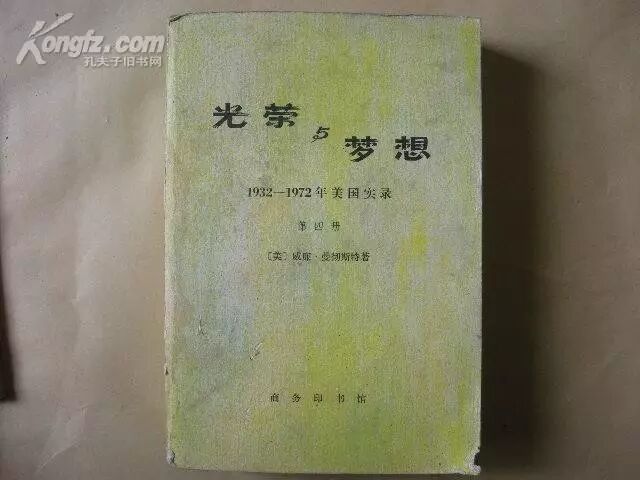 Kongfz.com
孔夫子旧书网
光荣与梦想
1932—1972年美国实录
第四册
〔美〕威廉·曼彻斯特著
商务印书馆